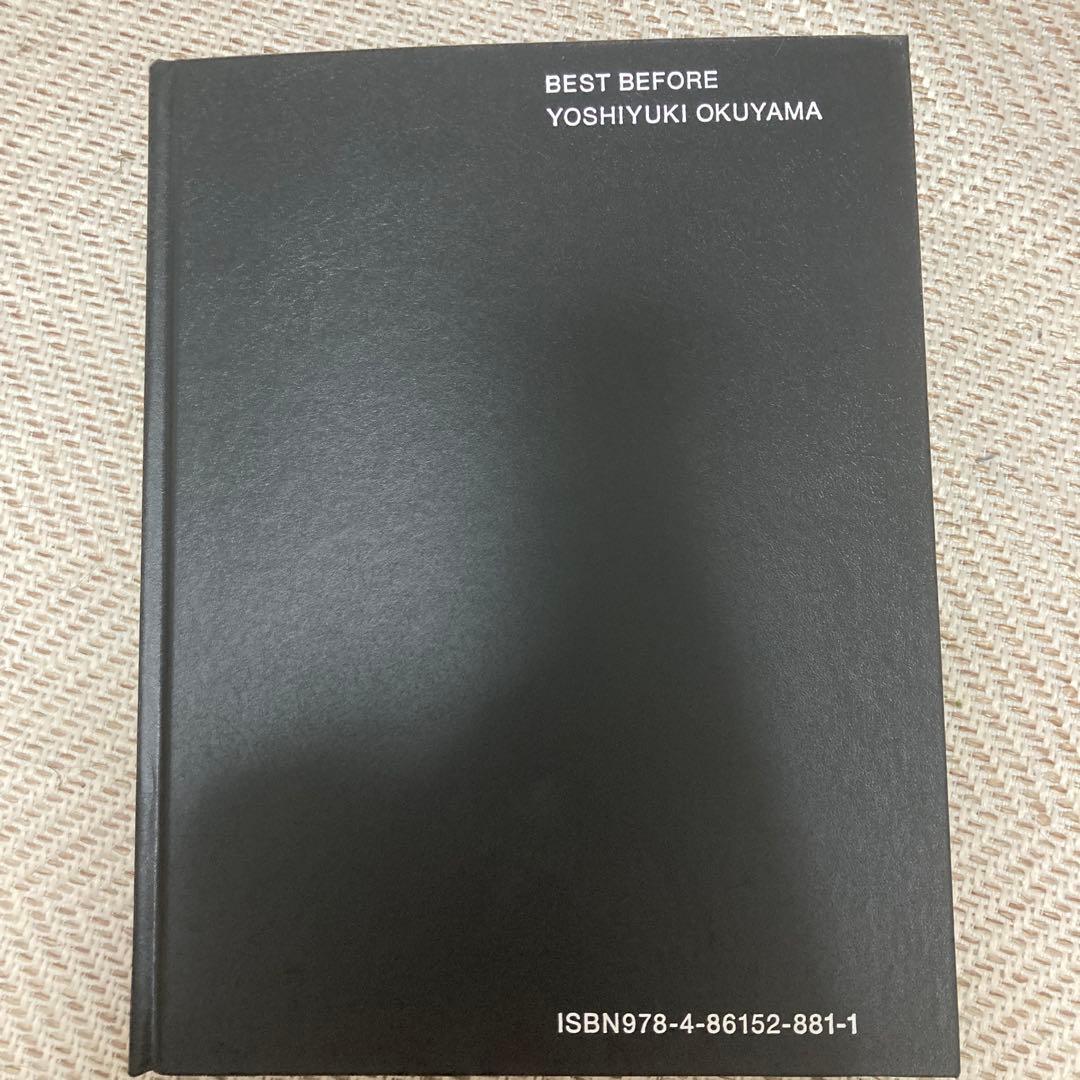 BEST BEFORE
YOSHIYUKI OKUYAMA
ISBN978-4-86152-881-1